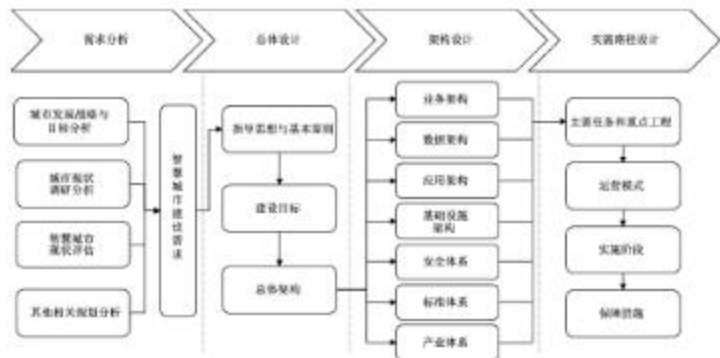 需求分析
总体设计
架构设计
实施路径设计
城市发展战略与
目标分析
城市现状
调研分析
智慧城市
现状评估
其他相关规划分析
智慧城市建设需求
指导思想与基本原则
建设目标
总体架构
业务架构
数据架构
应用架构
基础设施
架构
安全体系
标准体系
产业体系
主要任务和重点工程
运营模式
实施阶段
保障措施